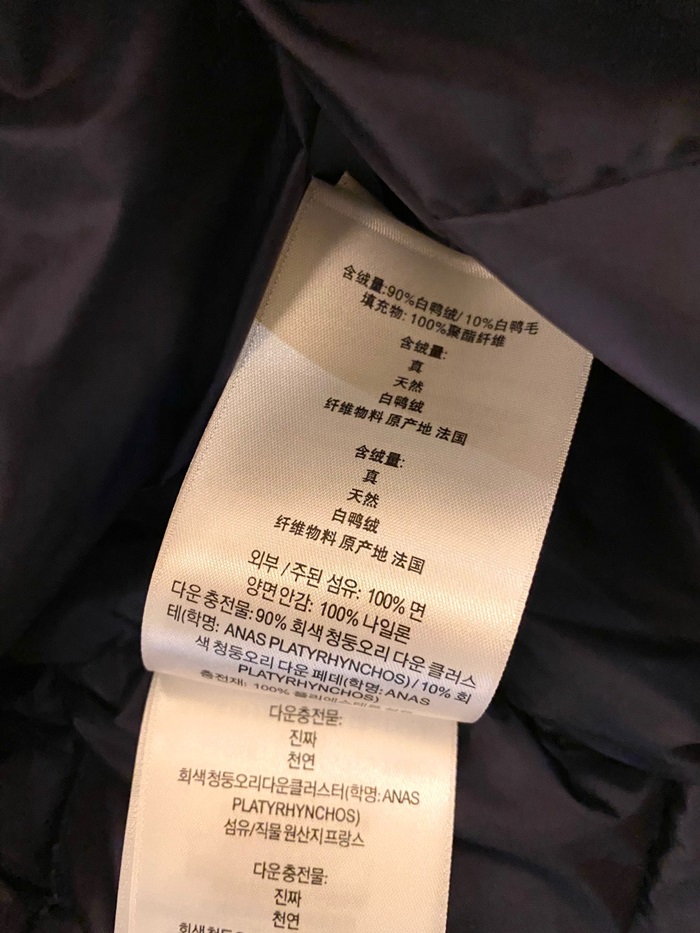 含绒量:90%白鸭绒/10%白鸭毛
填充物: 100%聚酯纤维
含绒量:
真
天然
白鸭绒
纤维物料 原产地 法国
含绒量:
真
天然
白鸭绒
纤维物料 原产地 法国
외부 / 주된 섬유: 100% 면
양면 안감: 100% 나일론
다운 충전물: 90% 회색 청둥오리 다운 클러스
테(학명: ANAS PLATYRHYNCHOS) / 10% 회
색 청둥오리 다운 페데(학명: ANAS
PLATYRHYNCHOS)
충전재: 100%
다운충전물:
진짜
천연
회색청둥오리다운클러스터(학명:ANAS
PLATYRHYNCHOS)
섬유/직물 원산지 프랑스
다운충전물:
진짜
천연